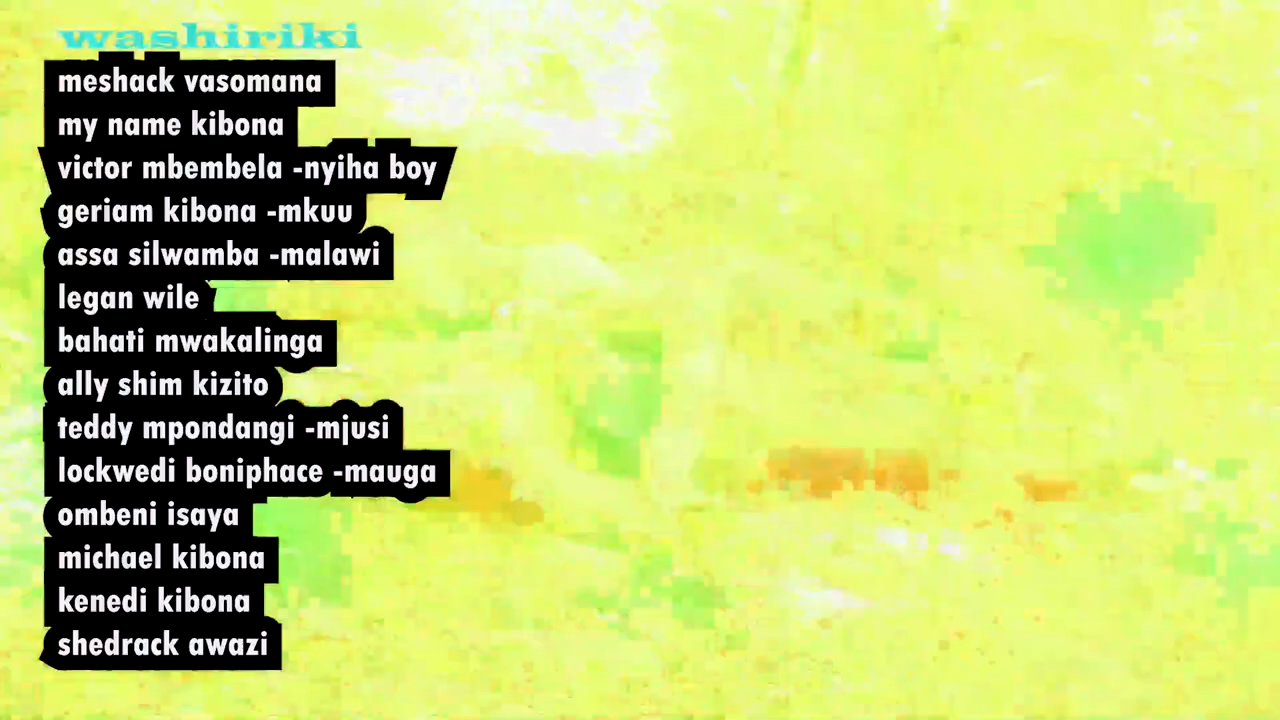 washiriki
meshack vasomana
my name kibona
victor mbembela -nyiha boy
geriam kibona -mkuu
assa silwamba -malawi
legan wile
bahati mwakalinga
ally shim kizito
teddy mpondangi -mjusi
lockwedi boniphace -mauga
ombeni isaya
michael kibona
kenedi kibona
shedrack awazi